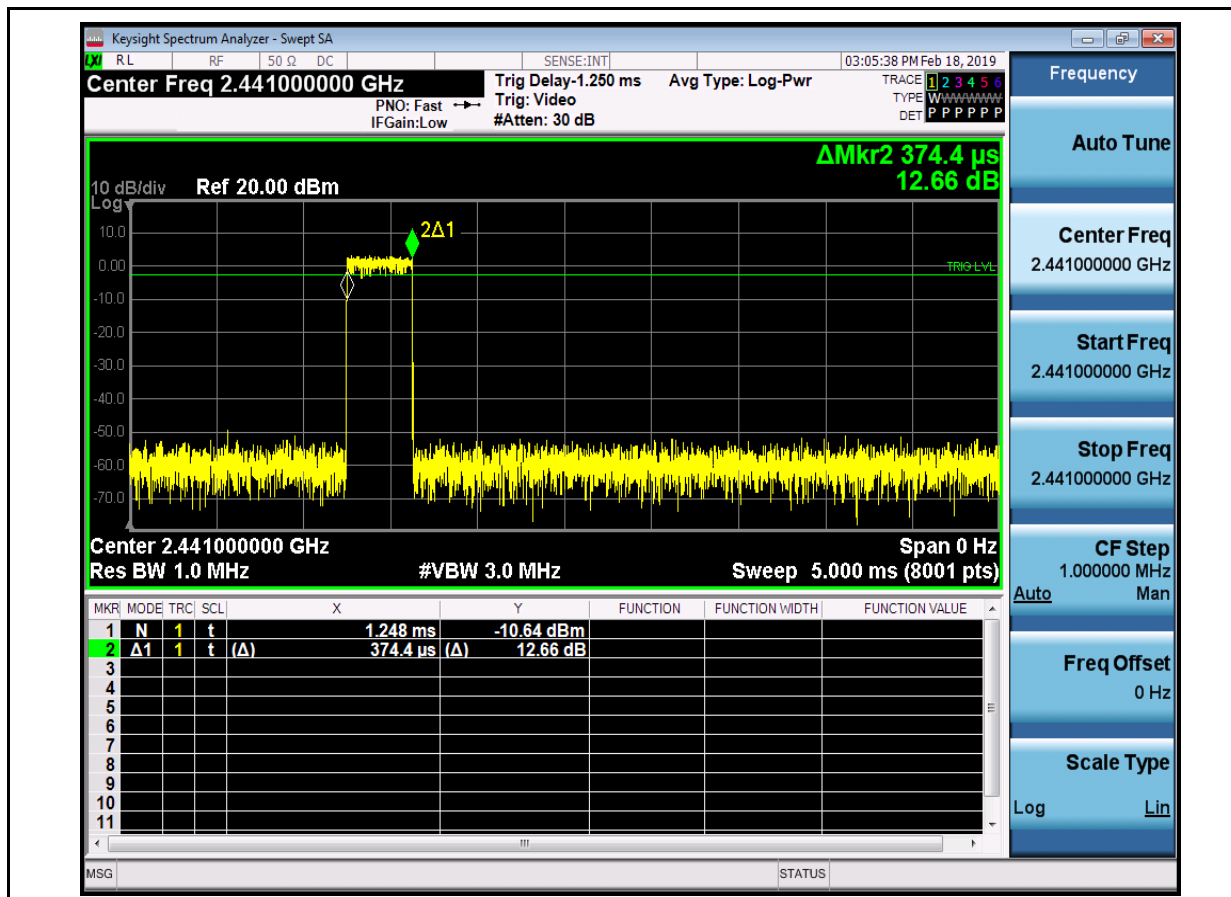 Keysight Spectrum Analyzer - Swept SA
LXI RL RF 50 Ω DC SENSE:INT 03:05:38 PM Feb 18, 2019
Center Freq 2.441000000 GHz
PNO: Fast
IFGain:Low
Trig Delay-1.250 ms
Trig: Video
#Atten: 30 dB
Avg Type: Log-Pwr
TRACE 1 2 3 4 5 6
TYPE WWWWWW
DET P P P P P P
ΔMkr2 374.4 µs
12.66 dB
10 dB/div Ref 20.00 dBm
Log
10.0
0.00
-10.0
-20.0
-30.0
-40.0
-50.0
-60.0
-70.0
2Δ1
TRIG LVL
Center 2.441000000 GHz Span 0 Hz
Res BW 1.0 MHz #VBW 3.0 MHz Sweep 5.000 ms (8001 pts)
MKR MODE TRC SCL X Y FUNCTION FUNCTION WIDTH FUNCTION VALUE
1 N 1 t 1.248 ms -10.64 dBm
2 Δ1 1 t (Δ) 374.4 µs (Δ) 12.66 dB
3
4
5
6
7
8
9
10
11
MSG STATUS
Frequency
Auto Tune
Center Freq
2.441000000 GHz
Start Freq
2.441000000 GHz
Stop Freq
2.441000000 GHz
CF Step
1.000000 MHz
Auto Man
Freq Offset
0 Hz
Scale Type
Log Lin